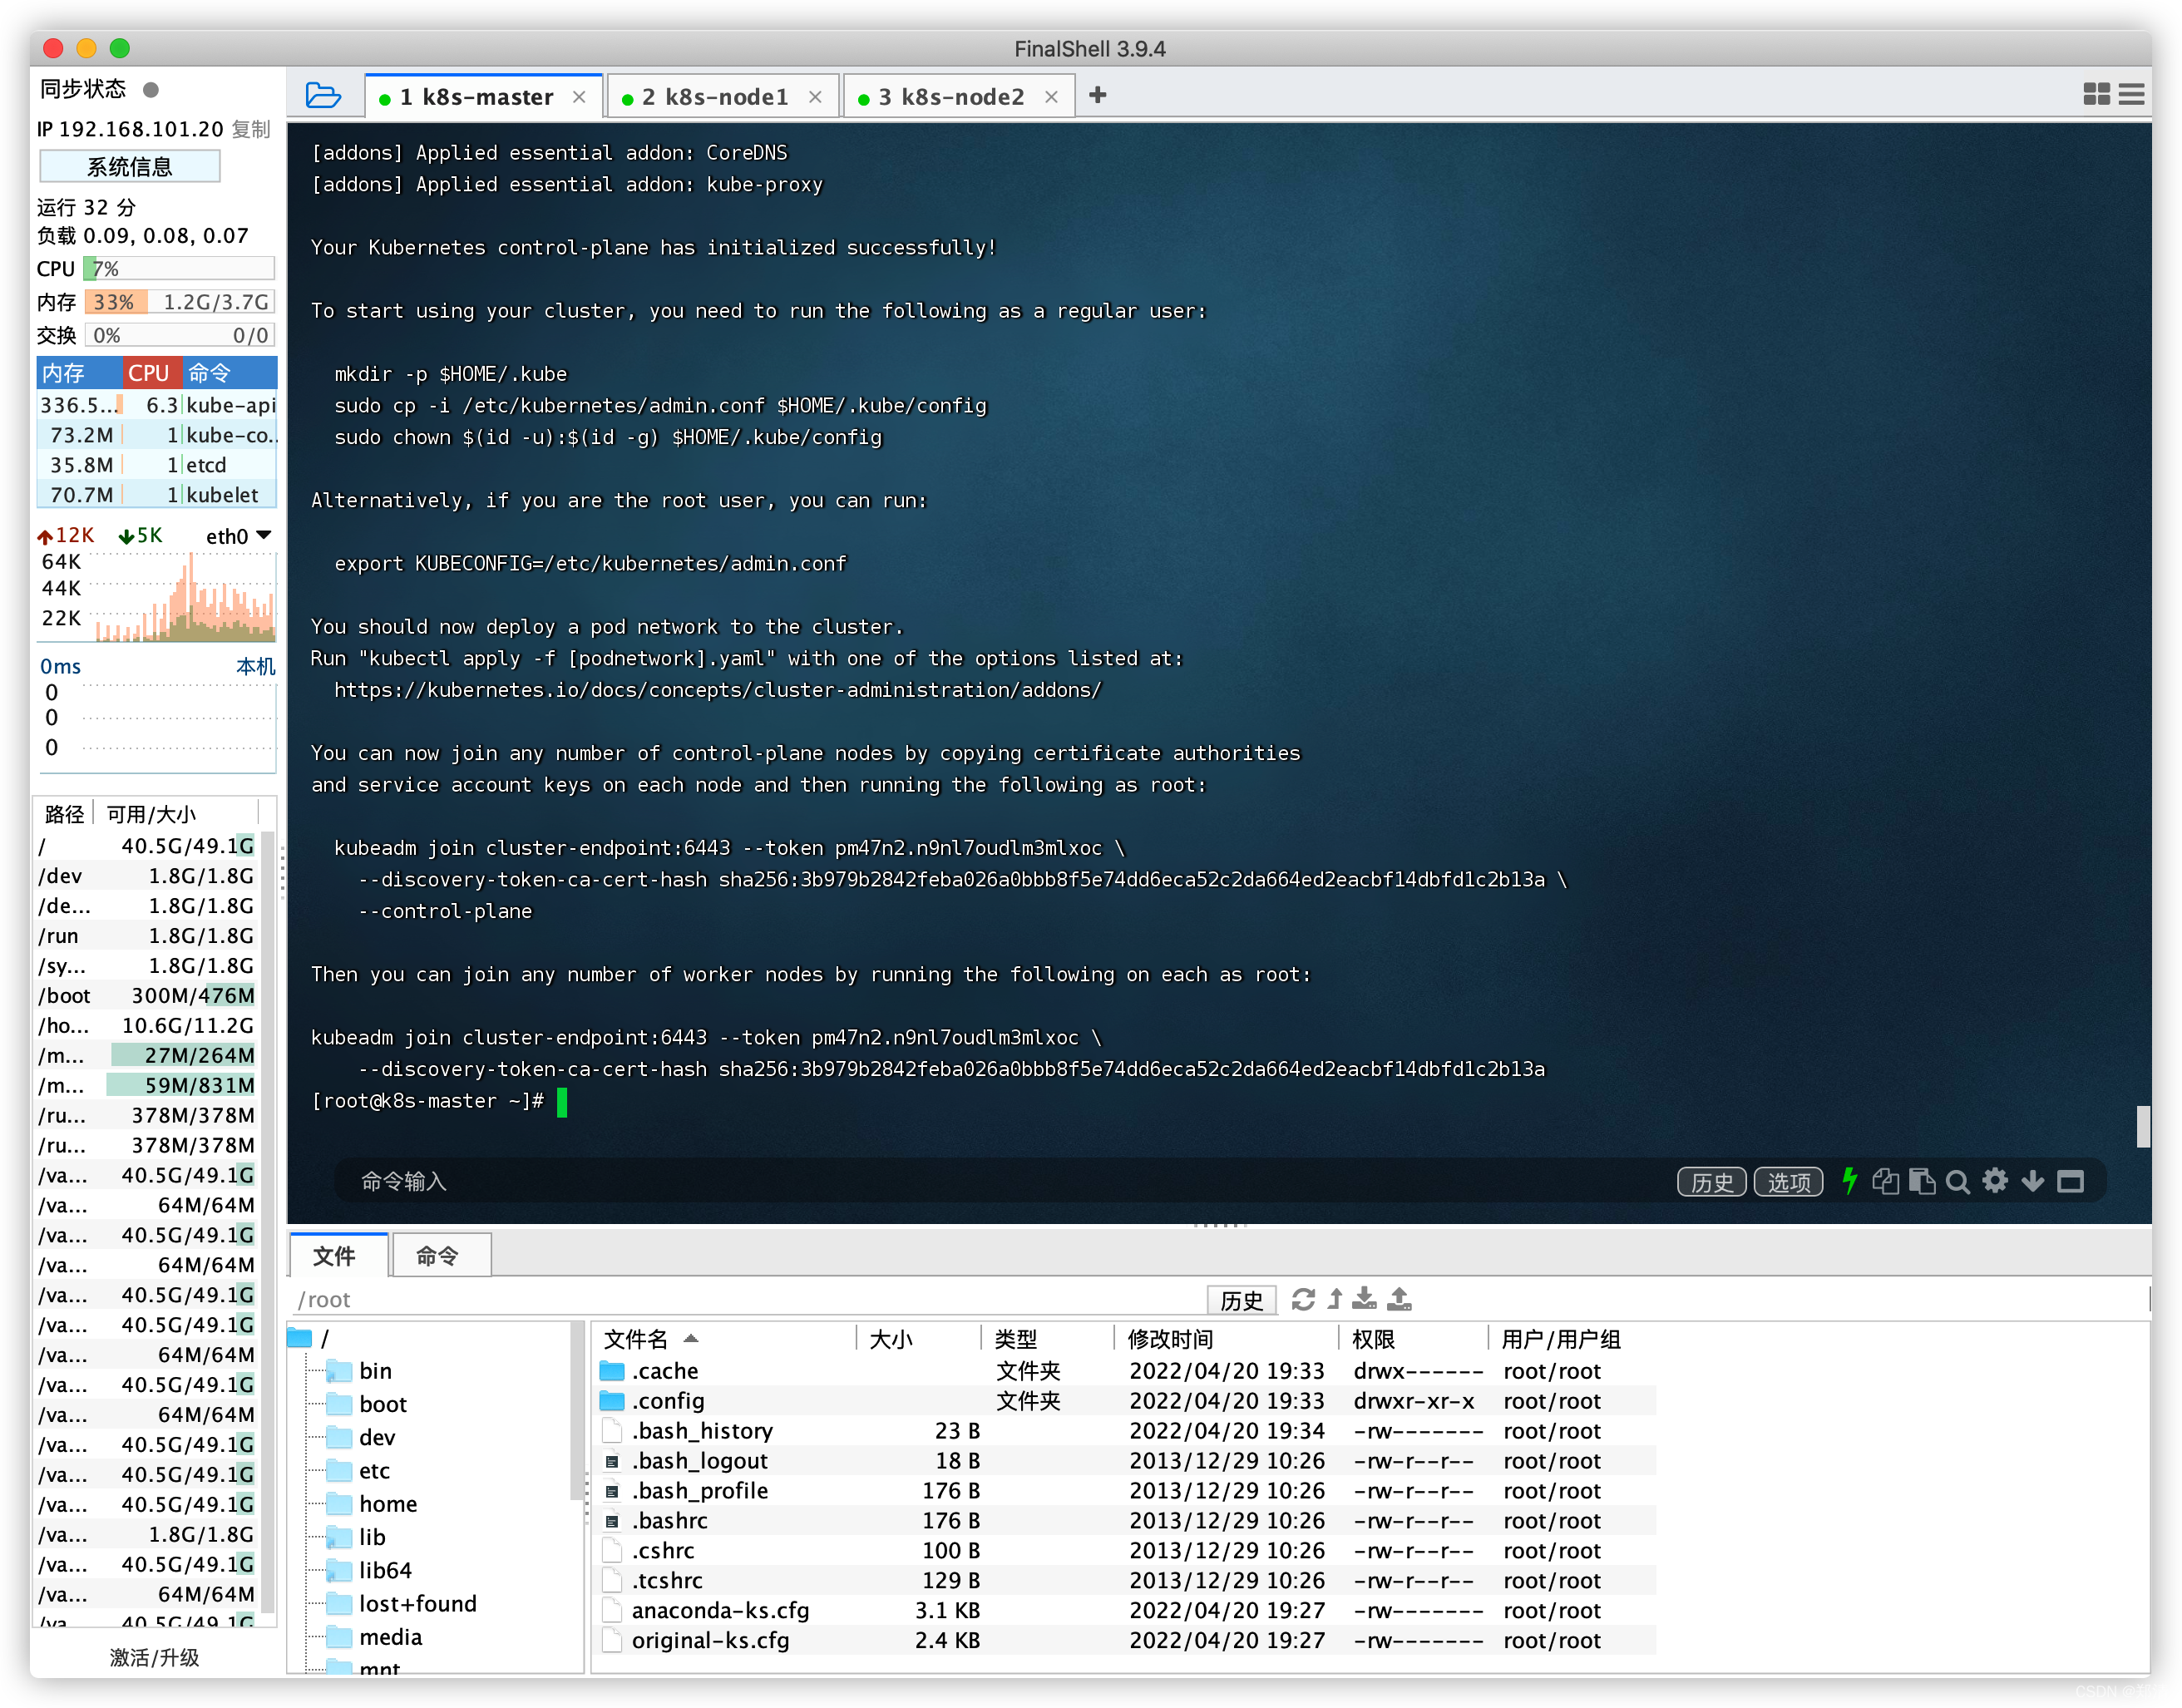 FinalShell 3.9.4
同步状态
IP 192.168.101.20 复制
系统信息
运行 32 分
负载 0.09, 0.08, 0.07
CPU 7%
内存 33% 1.2G/3.7G
交换 0% 0/0
内存 CPU 命令
336.5... 6.3 kube-api
73.2M 1 kube-co..
35.8M 1 etcd
70.7M 1 kubelet
12K 5K eth0
64K
44K
22K
0ms 本机
0
0
0
路径 可用/大小
/ 40.5G/49.1G
/dev 1.8G/1.8G
/de... 1.8G/1.8G
/run 1.8G/1.8G
/sy... 1.8G/1.8G
/boot 300M/476M
/ho... 10.6G/11.2G
/m... 27M/264M
/m... 59M/831M
/ru... 378M/378M
/ru... 378M/378M
/va... 40.5G/49.1G
/va... 64M/64M
/va... 40.5G/49.1G
/va... 64M/64M
/va... 40.5G/49.1G
/va... 40.5G/49.1G
/va... 64M/64M
/va... 40.5G/49.1G
/va... 64M/64M
/va... 40.5G/49.1G
/va... 40.5G/49.1G
/va... 40.5G/49.1G
/va... 1.8G/1.8G
/va... 40.5G/49.1G
/va... 64M/64M
/va... 40.5G/49.1G
激活/升级
1 k8s-master
2 k8s-node1
3 k8s-node2
[addons] Applied essential addon: CoreDNS
[addons] Applied essential addon: kube-proxy
Your Kubernetes control-plane has initialized successfully!
To start using your cluster, you need to run the following as a regular user:
mkdir -p $HOME/.kube
sudo cp -i /etc/kubernetes/admin.conf $HOME/.kube/config
sudo chown $(id -u):$(id -g) $HOME/.kube/config
Alternatively, if you are the root user, you can run:
export KUBECONFIG=/etc/kubernetes/admin.conf
You should now deploy a pod network to the cluster.
Run "kubectl apply -f [podnetwork].yaml" with one of the options listed at:
https://kubernetes.io/docs/concepts/cluster-administration/addons/
You can now join any number of control-plane nodes by copying certificate authorities
and service account keys on each node and then running the following as root:
kubeadm join cluster-endpoint:6443 --token pm47n2.n9nl7oudlm3mlxoc \
--discovery-token-ca-cert-hash sha256:3b979b2842feba026a0bbb8f5e74dd6eca52c2da664ed2eacbf14dbfd1c2b13a \
--control-plane
Then you can join any number of worker nodes by running the following on each as root:
kubeadm join cluster-endpoint:6443 --token pm47n2.n9nl7oudlm3mlxoc \
--discovery-token-ca-cert-hash sha256:3b979b2842feba026a0bbb8f5e74dd6eca52c2da664ed2eacbf14dbfd1c2b13a
[root@k8s-master ~]#
命令输入 历史 选项
文件 命令
/root 历史
/
bin
boot
dev
etc
home
lib
lib64
lost+found
media
mnt
文件名 大小 类型 修改时间 权限 用户/用户组
.cache 文件夹 2022/04/20 19:33 drwx------ root/root
.config 文件夹 2022/04/20 19:33 drwxr-xr-x root/root
.bash_history 23 B 2022/04/20 19:34 -rw------- root/root
.bash_logout 18 B 2013/12/29 10:26 -rw-r--r-- root/root
.bash_profile 176 B 2013/12/29 10:26 -rw-r--r-- root/root
.bashrc 176 B 2013/12/29 10:26 -rw-r--r-- root/root
.cshrc 100 B 2013/12/29 10:26 -rw-r--r-- root/root
.tcshrc 129 B 2013/12/29 10:26 -rw-r--r-- root/root
anaconda-ks.cfg 3.1 KB 2022/04/20 19:27 -rw------- root/root
original-ks.cfg 2.4 KB 2022/04/20 19:27 -rw------- root/root